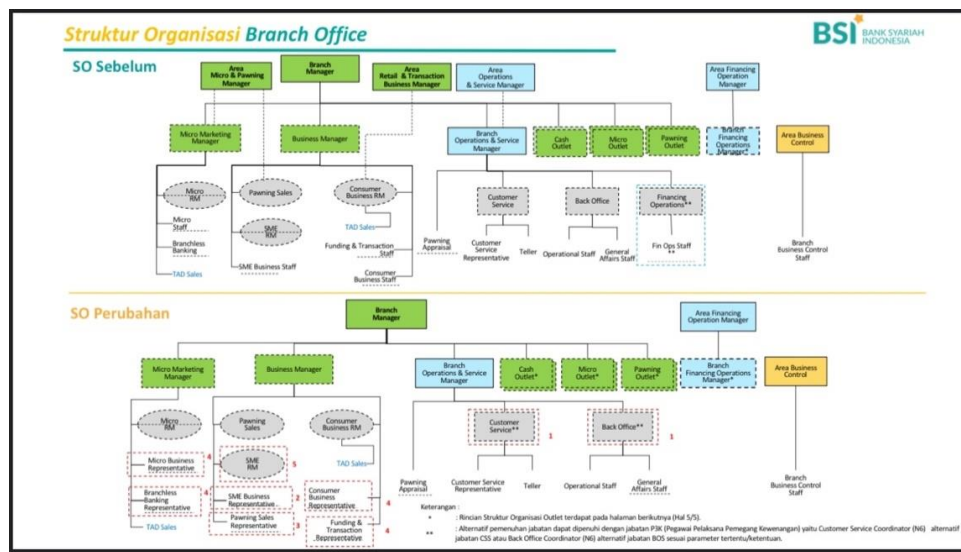 Struktur Organisasi Branch Office
BSI BANK SYARIAH
INDONESIA
SO Sebelum
Area
Micro & Pawning
Manager
Branch
Manager
Area
Retail & Transaction
Business Manager
Area
Operations
& Service Manager
Area Financing
Operation
Manager
Micro Marketing
Manager
Business Manager
Branch
Operations & Service
Manager
Cash
Outlet
Micro
Outlet
Pawning
Outlet
Branch
Financing
Operations
Manager*
Area Business
Control
Micro
RM
Pawning Sales
Consumer
Business RM
Customer
Service
Back Office
Financing
Operations**
Micro
Staff
SME
RM
TAD Sales
Branchless
Banking
Funding & Transaction
Staff
Pawning
Appraisal
Customer
Service
Representative
Teller
Operational Staff
General
Affairs Staff
Fin Ops Staff
**
Branch
Business Control
Staff
TAD Sales
SME Business Staff
Consumer
Business Staff
SO Perubahan
Branch
Manager
Area Financing
Operation Manager
Micro Marketing
Manager
Business Manager
Branch
Operations & Service
Manager
Cash
Outlet*
Micro
Outlet*
Pawning
Outlet*
Branch
Financing Operations
Manager*
Area Business
Control
Micro
RM
Pawning
Sales
Consumer
Business RM
Customer
Service**
1
Back Office**
1
Micro Business
Representative
4
SME
RM
5
TAD Sales
Pawning
Appraisal
Customer Service
Representative
Teller
Operational Staff
General
Affairs Staff
Branch
Business Control
Staff
Branchless
Banking
Representative
4
SME Business
Representative
2
Consumer
Business
Representative
4
TAD Sales
Pawning Sales
Representative
3
Funding &
Transaction
Representative
4
Keterangan :
* : Rincian Struktur Organisasi Outlet terdapat pada halaman berikutnya (Hal 5/5).
** : Alternatif pemenuhan jabatan dapat dipenuhi dengan jabatan P3K (Pegawai Pelaksana Pemegang Kewenangan) yaitu Customer Service Coordinator (N6) alternatif
jabatan CSS atau Back Office Coordinator (N6) alternatif jabatan BOS sesuai parameter tertentu/ketentuan.